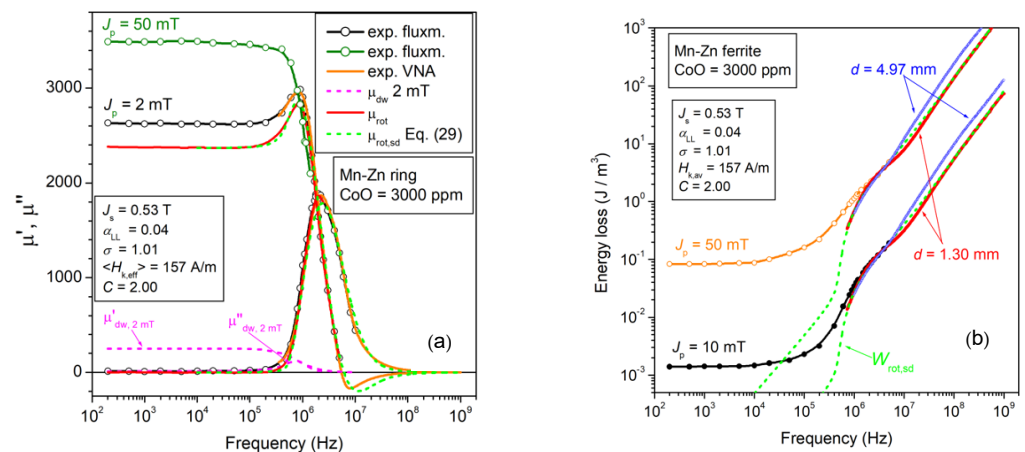 J_p = 50 mT
J_p = 2 mT
exp. fluxm.
exp. fluxm.
exp. VNA
μ_dw 2 mT
μ_rot
μ_rot,sd Eq. (29)
Mn-Zn ring
CoO = 3000 ppm
J_s = 0.53 T
α_LL = 0.04
σ = 1.01
<H_k,eff> = 157 A/m
C = 2.00
μ'_dw, 2 mT
μ"_dw, 2 mT
(a)
3000
2000
1000
0
μ', μ"
10^2 10^3 10^4 10^5 10^6 10^7 10^8 10^9
Frequency (Hz)
Mn-Zn ferrite
CoO = 3000 ppm
d = 4.97 mm
J_s = 0.53 T
α_LL = 0.04
σ = 1.01
H_k,av = 157 A/m
C = 2.00
J_p = 50 mT
d = 1.30 mm
J_p = 10 mT
W_rot,sd
(b)
10^3
10^2
10^1
10^0
10^-1
10^-2
10^-3
Energy loss (J / m^3)
10^2 10^3 10^4 10^5 10^6 10^7 10^8 10^9
Frequency (Hz)